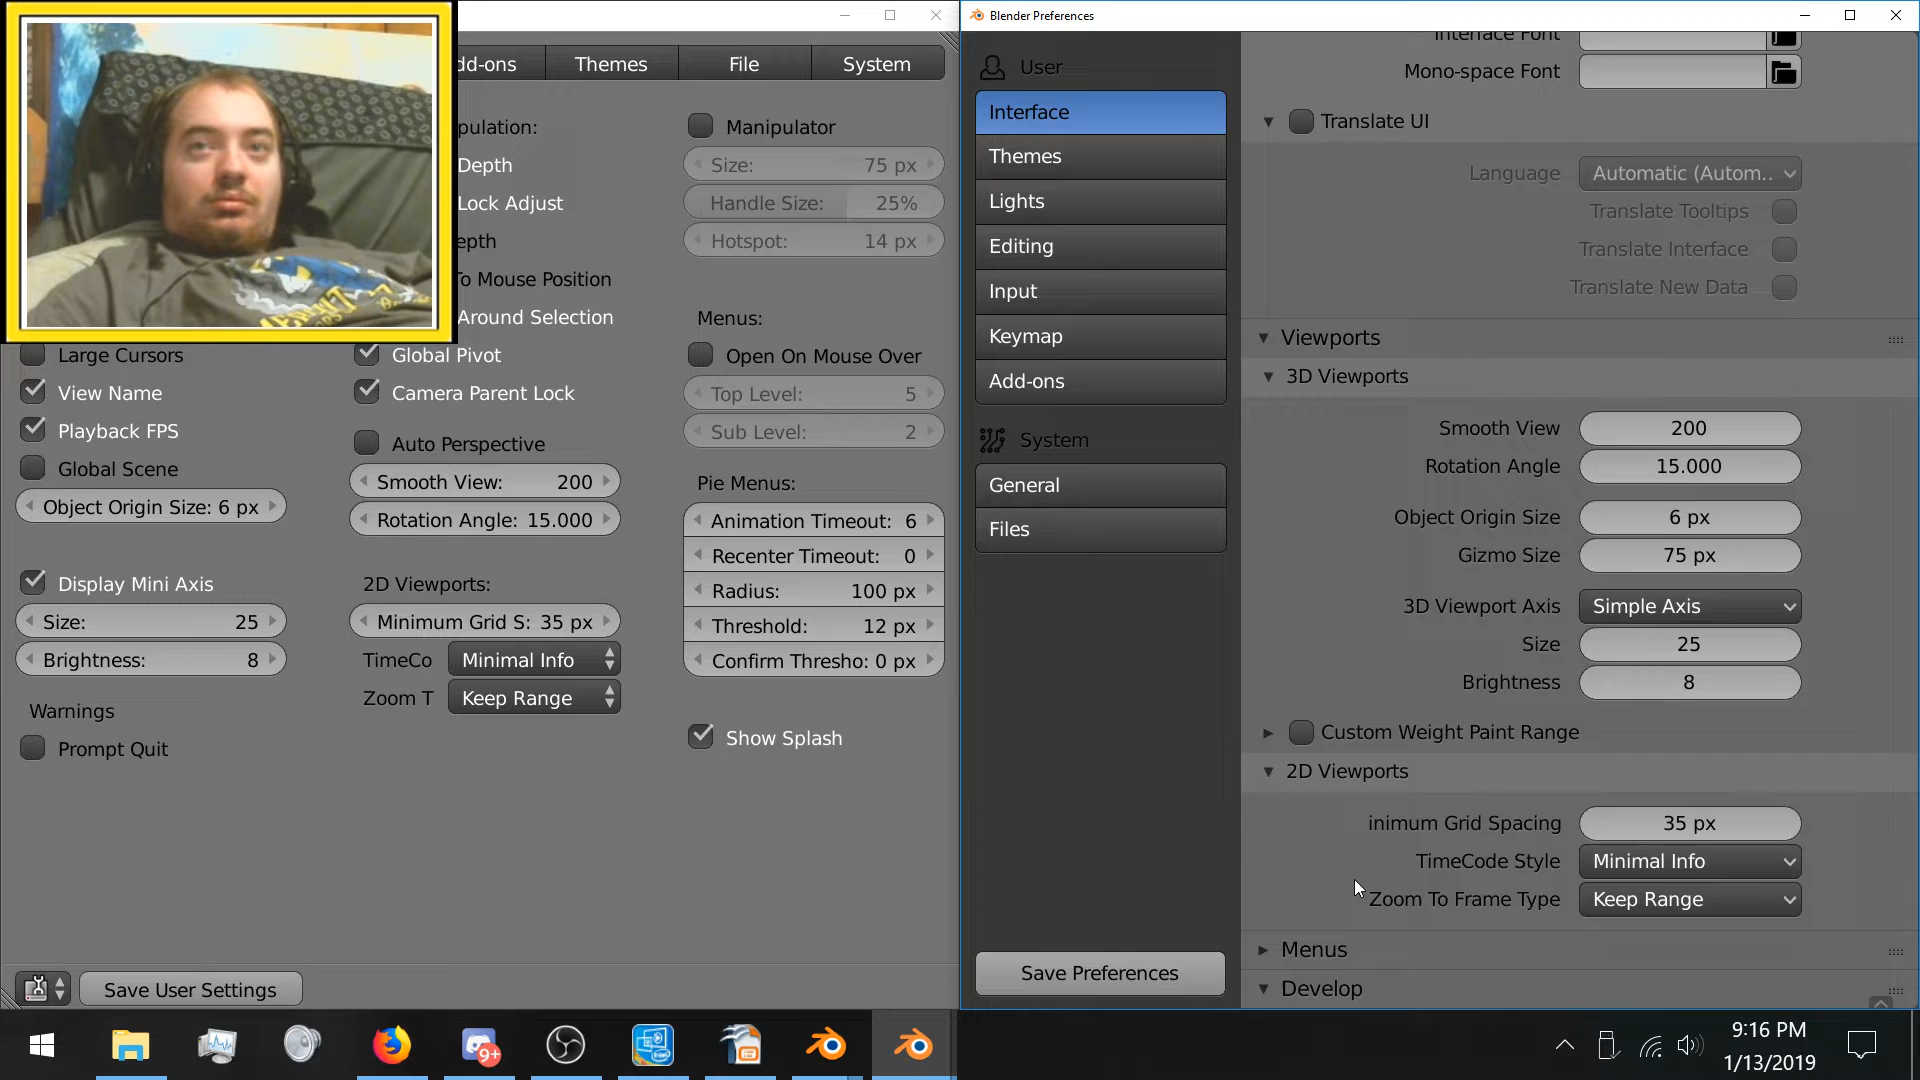 Blender Preferences
dd-ons
Themes
File
System
pulation:
Depth
Lock Adjust
epth
To Mouse Position
Around Selection
Large Cursors
View Name
Playback FPS
Global Scene
Object Origin Size: 6 px
Display Mini Axis
Size: 25
Brightness: 8
Warnings
Prompt Quit
Global Pivot
Camera Parent Lock
Auto Perspective
Smooth View: 200
Rotation Angle: 15.000
2D Viewports:
Minimum Grid S: 35 px
TimeCo Minimal Info
Zoom T Keep Range
Manipulator
Size: 75 px
Handle Size: 25%
Hotspot: 14 px
Menus:
Open On Mouse Over
Top Level: 5
Sub Level: 2
Pie Menus:
Animation Timeout: 6
Recenter Timeout: 0
Radius: 100 px
Threshold: 12 px
Confirm Thresho: 0 px
Show Splash
Save User Settings
User
Interface
Themes
Lights
Editing
Input
Keymap
Add-ons
System
General
Files
Save Preferences
Interface Font
Mono-space Font
Translate UI
Language Automatic (Autom..
Translate Tooltips
Translate Interface
Translate New Data
Viewports
3D Viewports
Smooth View 200
Rotation Angle 15.000
Object Origin Size 6 px
Gizmo Size 75 px
3D Viewport Axis Simple Axis
Size 25
Brightness 8
Custom Weight Paint Range
2D Viewports
inimum Grid Spacing 35 px
TimeCode Style Minimal Info
Zoom To Frame Type Keep Range
Menus
Develop
9+
9:16 PM
1/13/2019